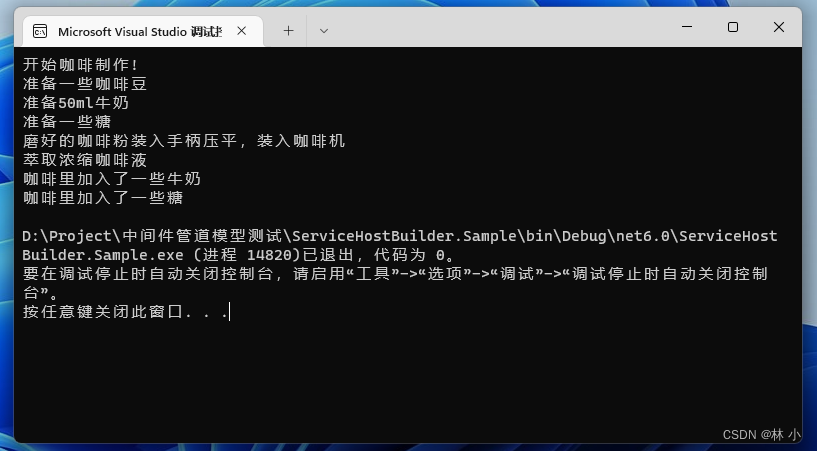 Microsoft Visual Studio 调试
开始咖啡制作!
准备一些咖啡豆
准备50ml牛奶
准备一些糖
磨好的咖啡粉装入手柄压平，装入咖啡机
萃取浓缩咖啡液
咖啡里加入了一些牛奶
咖啡里加入了一些糖
D:\Project\中间件管道模型测试\ServiceHostBuilder.Sample\bin\Debug\net6.0\ServiceHost
Builder.Sample.exe (进程 14820)已退出，代码为 0。
要在调试停止时自动关闭控制台，请启用“工具”->“选项”->“调试”->“调试停止时自动关闭控制
台”。
按任意键关闭此窗口. . .
CSDN @林 小